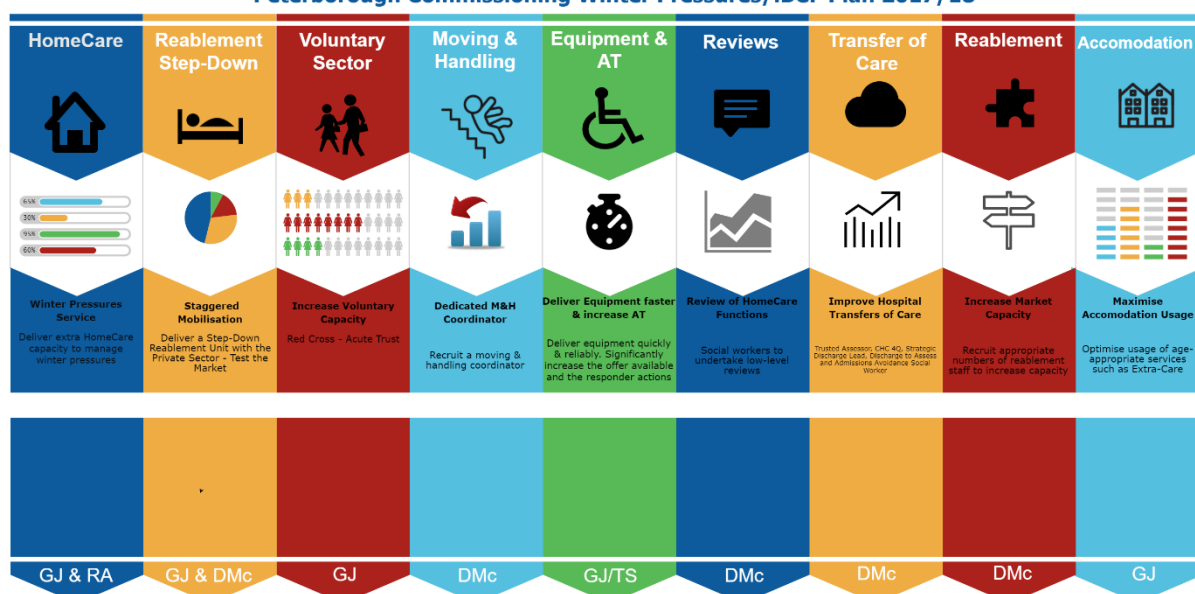 Peterborough Commissioning Winter Pressures/iBCF Plan 2017/18
HomeCare
Reablement
Step-Down
Voluntary
Sector
Moving &
Handling
Equipment &
AT
Reviews
Transfer of
Care
Reablement
Accomodation
65%
30%
95%
60%
Winter Pressures
Service
Deliver extra HomeCare
capacity to manage
winter pressures
Staggered
Mobilisation
Deliver a Step-Down
Reablement Unit with the
Private Sector - Test the
Market
Increase Voluntary
Capacity
Red Cross - Acute Trust
Dedicated M&H
Coordinator
Recruit a moving &
handling coordinator
Deliver Equipment faster
& increase AT
Deliver equipment quickly
& reliably. Significantly
increase the offer available
and the responder actions
Review of HomeCare
Functions
Social workers to
undertake low-level
reviews
Improve Hospital
Transfers of Care
Trusted Assessor, CHC 4Q, Strategic
Discharge Lead, Discharge to Assess
and Admissions Avoidance Social
Worker
Increase Market
Capacity
Recruit appropriate
numbers of reablement
staff to increase capacity
Maximise
Accomodation Usage
Optimise usage of age-
appropriate services
such as Extra-Care
GJ & RA
GJ & DMc
GJ
DMc
GJ/TS
DMc
DMc
DMc
GJ